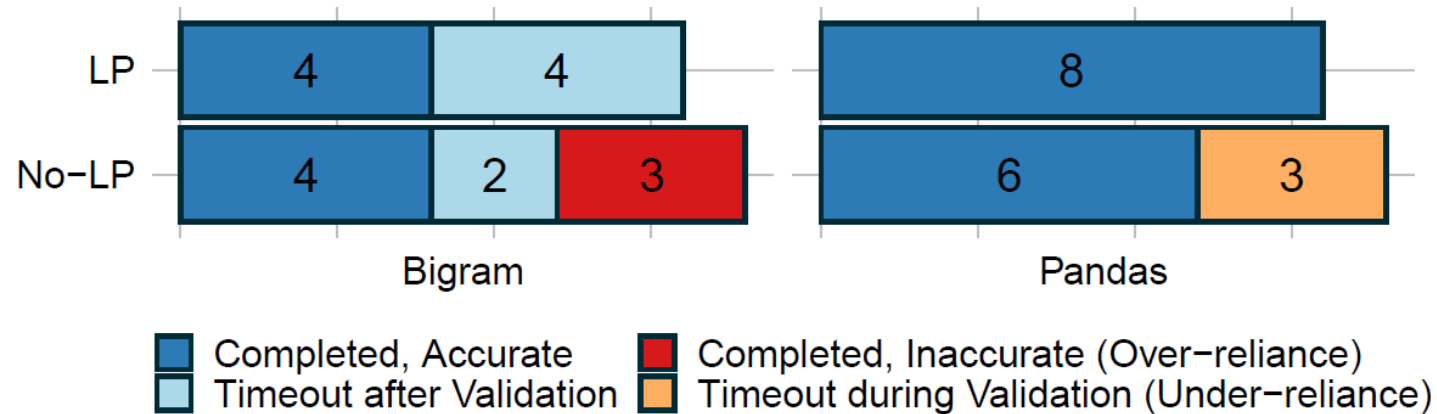 LP 4 4 8
No−LP 4 2 3 6 3
Bigram Pandas
Completed, Accurate Completed, Inaccurate (Over−reliance)
Timeout after Validation Timeout during Validation (Under−reliance)